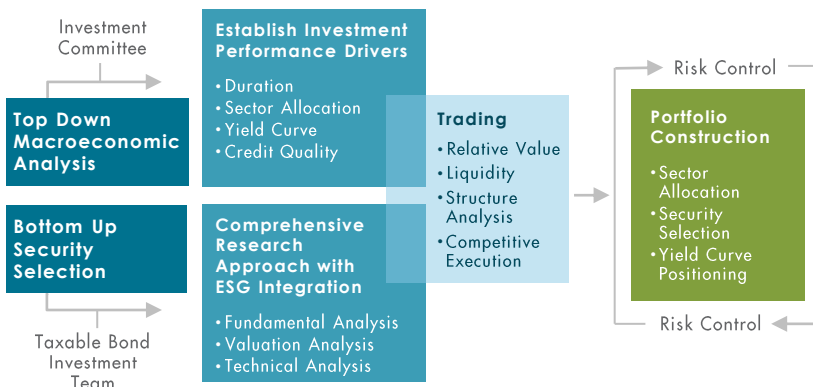 Investment
Committee
Top Down
Macroeconomic
Analysis
Bottom Up
Security
Selection
Taxable Bond
Investment
Team
Establish Investment
Performance Drivers
• Duration
• Sector Allocation
• Yield Curve
• Credit Quality
Comprehensive
Research
Approach with
ESG Integration
• Fundamental Analysis
• Valuation Analysis
• Technical Analysis
Trading
• Relative Value
• Liquidity
• Structure
Analysis
• Competitive
Execution
Risk Control
Portfolio
Construction
• Sector
Allocation
• Security
Selection
• Yield Curve
Positioning
Risk Control